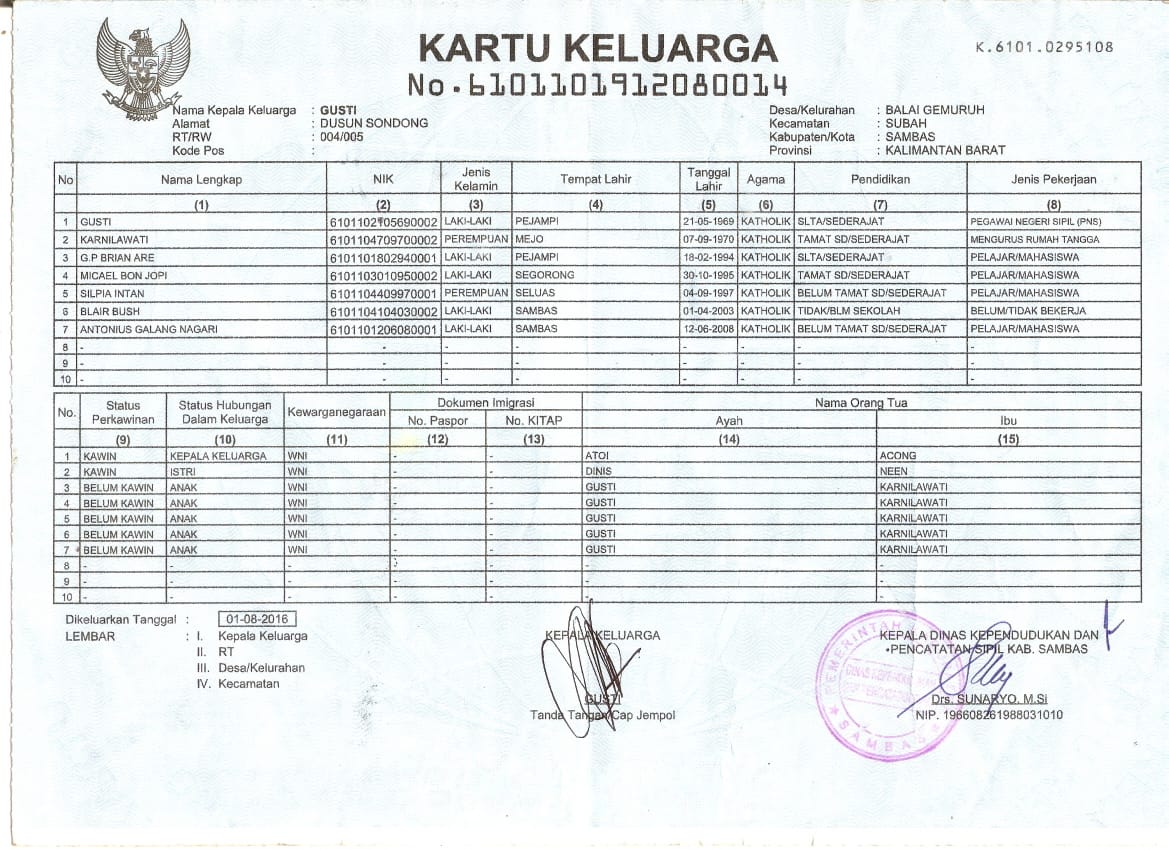 KARTU KELUARGA
K.6101.0295108
No.6101101912080014
Nama Kepala Keluarga : GUSTI
Alamat : DUSUN SONDONG
RT/RW : 004/005
Kode Pos :
Desa/Kelurahan : BALAI GEMURUH
Kecamatan : SUBAH
Kabupaten/Kota : SAMBAS
Provinsi : KALIMANTAN BARAT
No Nama Lengkap NIK Jenis Kelamin Tempat Lahir Tanggal Lahir Agama Pendidikan Jenis Pekerjaan
(1) (2) (3) (4) (5) (6) (7) (8)
1 GUSTI 6101102105690002 LAKI-LAKI PEJAMPI 21-05-1969 KATHOLIK SLTA/SEDERAJAT PEGAWAI NEGERI SIPIL (PNS)
2 KARNILAWATI 6101104709700002 PEREMPUAN MEJO 07-09-1970 KATHOLIK TAMAT SD/SEDERAJAT MENGURUS RUMAH TANGGA
3 G.P BRIAN ARE 6101101802940001 LAKI-LAKI PEJAMPI 18-02-1994 KATHOLIK SLTA/SEDERAJAT PELAJAR/MAHASISWA
4 MICAEL BON JOPI 6101103010950002 LAKI-LAKI SEGORONG 30-10-1995 KATHOLIK TAMAT SD/SEDERAJAT PELAJAR/MAHASISWA
5 SILPIA INTAN 6101104409970001 PEREMPUAN SELUAS 04-09-1997 KATHOLIK BELUM TAMAT SD/SEDERAJAT PELAJAR/MAHASISWA
6 BLAIR BUSH 6101104104030002 LAKI-LAKI SAMBAS 01-04-2003 KATHOLIK TIDAK/BLM SEKOLAH BELUM/TIDAK BEKERJA
7 ANTONIUS GALANG NAGARI 6101101206080001 LAKI-LAKI SAMBAS 12-06-2008 KATHOLIK BELUM TAMAT SD/SEDERAJAT PELAJAR/MAHASISWA
8 - - - - - - - -
9 - - - - - - - -
10 - - - - - - - -
No. Status Perkawinan Status Hubungan Dalam Keluarga Kewarganegaraan Dokumen Imigrasi Nama Orang Tua
No. Paspor No. KITAP Ayah Ibu
(9) (10) (11) (12) (13) (14) (15)
1 KAWIN KEPALA KELUARGA WNI - - ATOI ACONG
2 KAWIN ISTRI WNI - - DINIS NEEN
3 BELUM KAWIN ANAK WNI - - GUSTI KARNILAWATI
4 BELUM KAWIN ANAK WNI - - GUSTI KARNILAWATI
5 BELUM KAWIN ANAK WNI - - GUSTI KARNILAWATI
6 BELUM KAWIN ANAK WNI - - GUSTI KARNILAWATI
7 BELUM KAWIN ANAK WNI - - GUSTI KARNILAWATI
8 - - - - - - -
9 - - - - - - -
10 - - - - - - -
Dikeluarkan Tanggal : 01-08-2016
LEMBAR : I. Kepala Keluarga
II. RT
III. Desa/Kelurahan
IV. Kecamatan
KEPALA KELUARGA
GUSTI
Tanda Tangan/Cap Jempol
KEPALA DINAS KEPENDUDUKAN DAN
PENCATATAN SIPIL KAB. SAMBAS
Drs. SUNARYO, M.Si
NIP. 196608261988031010
PEMERINTAH
SAMBAS